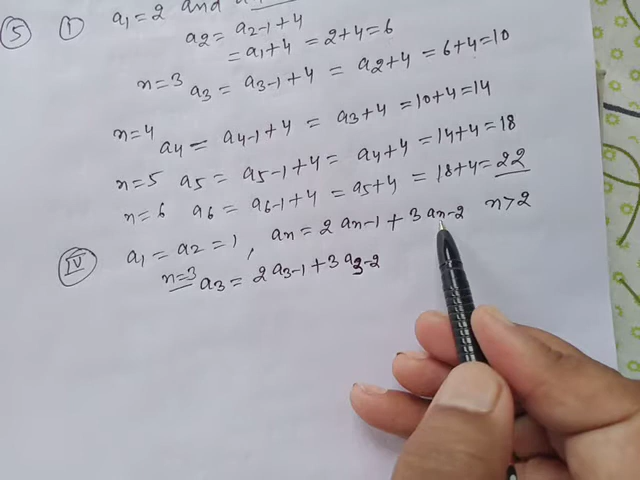 ⑤ ① a₁ = 2 and
a₂ = a₂₋₁ + 4
= a₁ + 4 = 2 + 4 = 6
n = 3 a₃ = a₃₋₁ + 4 = a₂ + 4 = 6 + 4 = 10
n = 4 a₄ = a₄₋₁ + 4 = a₃ + 4 = 10 + 4 = 14
n = 5 a₅ = a₅₋₁ + 4 = a₄ + 4 = 14 + 4 = 18
n = 6 a₆ = a₆₋₁ + 4 = a₅ + 4 = 18 + 4 = 22
IV a₁ = a₂ = 1, aₙ = 2 aₙ₋₁ + 3 aₙ₋₂ n > 2
n = 3 a₃ = 2 a₃₋₁ + 3 a₃₋₂